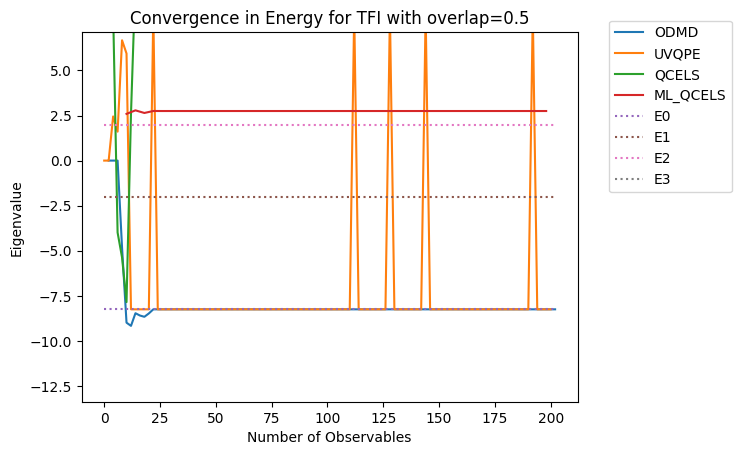 Convergence in Energy for TFI with overlap=0.5
ODMD
UVQPE
QCELS
ML_QCELS
E0
E1
E2
E3
5.0
2.5
0.0
−2.5
−5.0
−7.5
−10.0
−12.5
Eigenvalue
0
25
50
75
100
125
150
175
200
Number of Observables